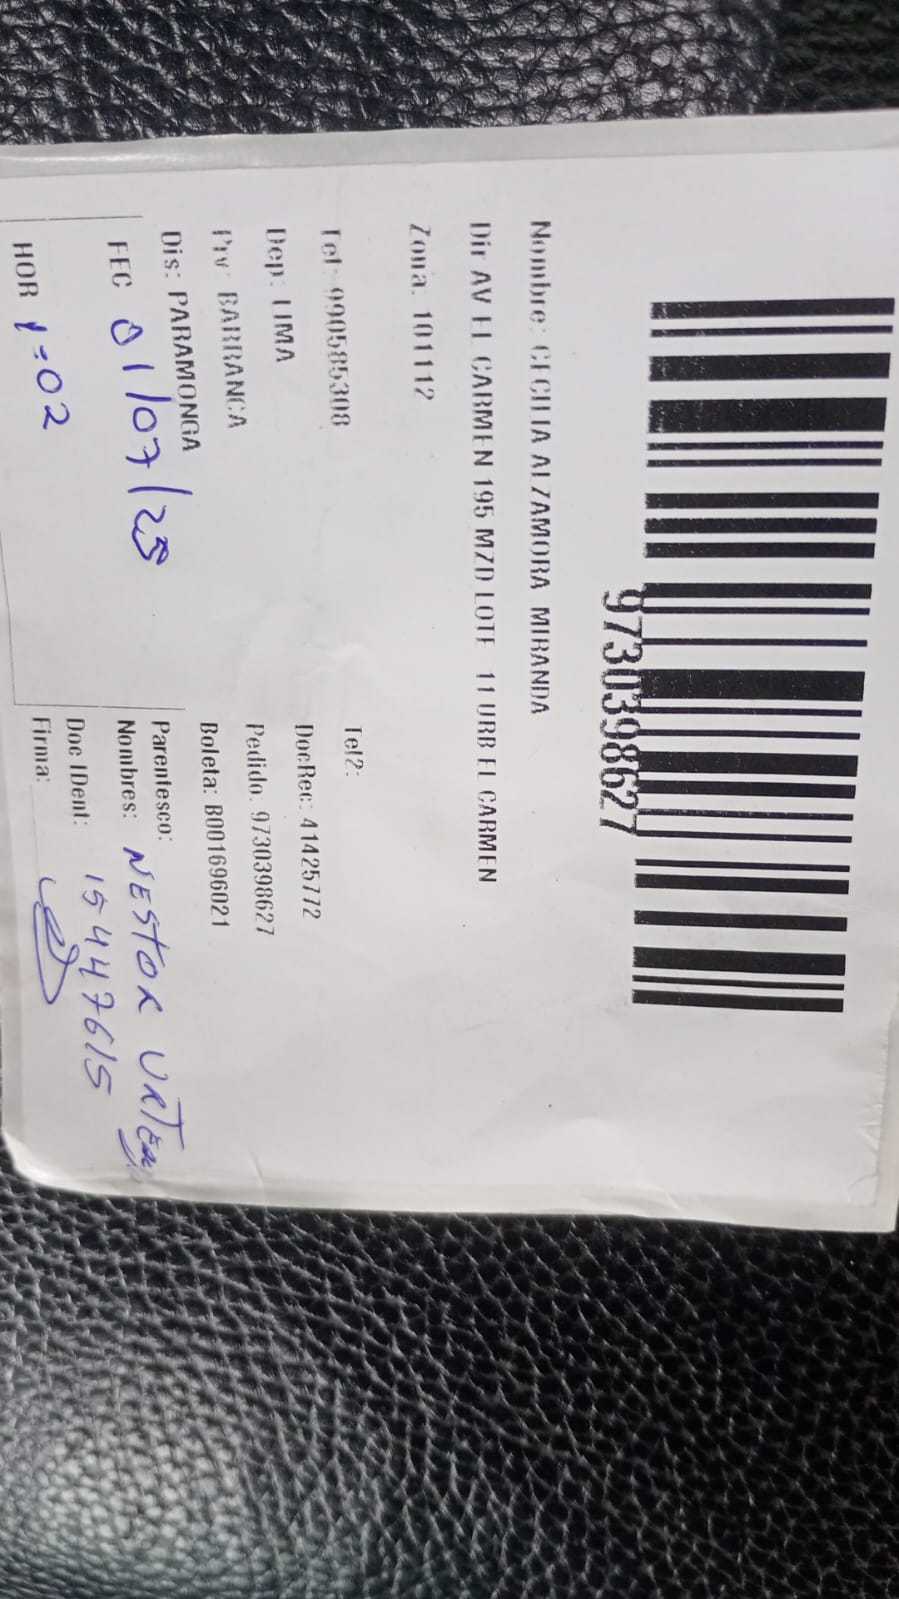 9730398627
Nombre: CECILIA ALZAMORA MIRANDA
Dir AV EL CARMEN 195 MZD LOTE 11 URB EL CARMEN
Zona: 101112
Tel: 990585308 Tel2:
Dep: LIMA DocRec: 41425772
Prv: BARRANCA Pedido: 9730398627
Dis: PARAMONGA Boleta: B001696021
Parentesco:
FEC 01/07/25 Nombres: NESTOR
Doc IDent: 15447615
HOR 1:02 Firma: